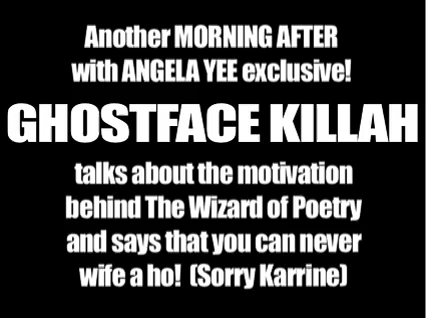 Another MORNING AFTER
with ANGELA YEE exclusive!
GHOSTFACE KILLAH
talks about the motivation
behind The Wizard of Poetry
and says that you can never
wife a ho! (Sorry Karrine)